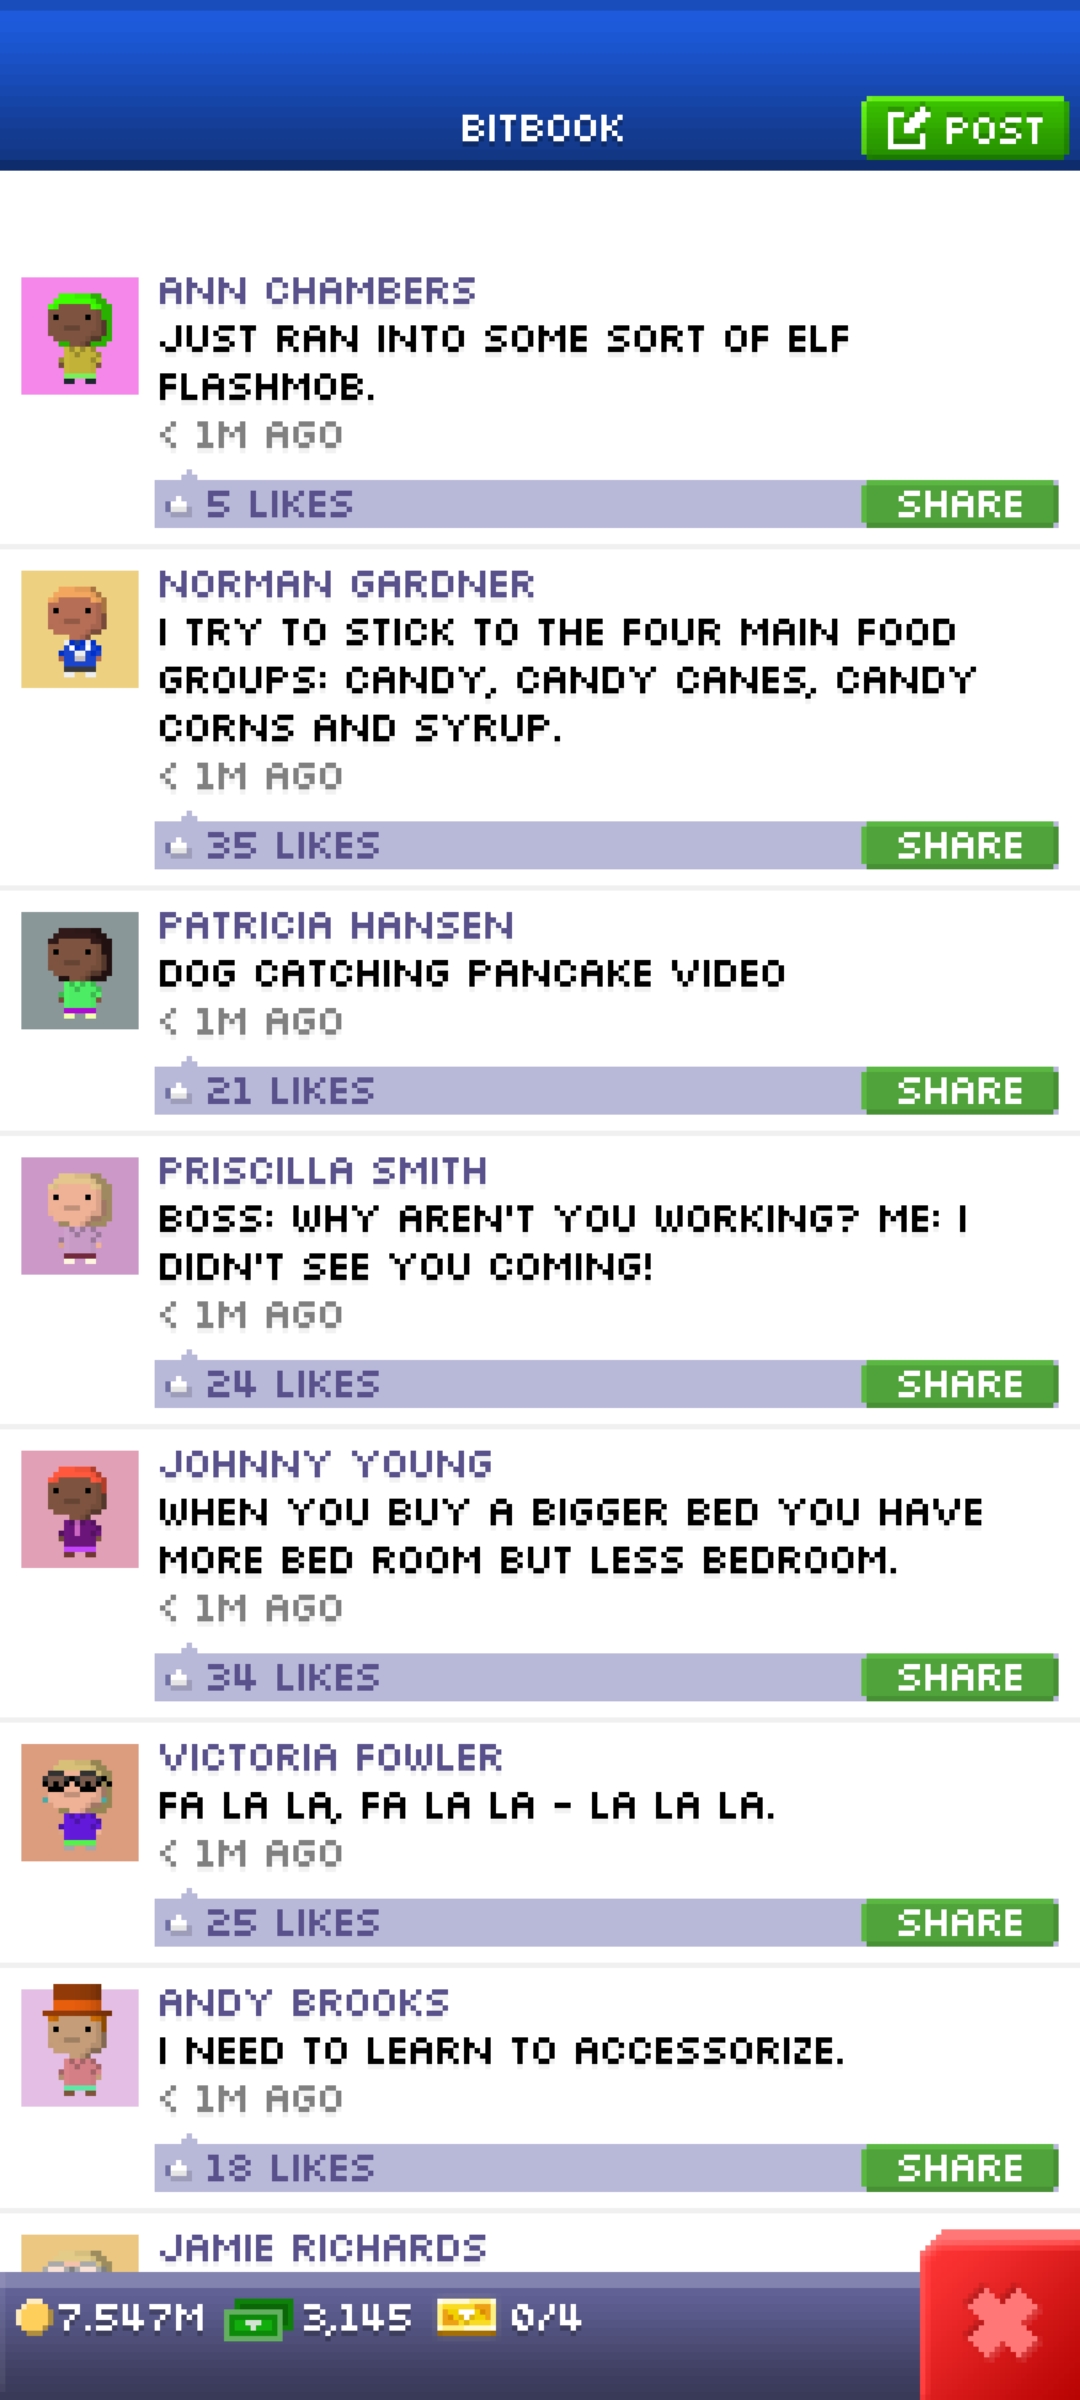 BITBOOK
POST
ANN CHAMBERS
JUST RAN INTO SOME SORT OF ELF
FLASHMOB.
< 1M AGO
5 LIKES
SHARE
NORMAN GARDNER
I TRY TO STICK TO THE FOUR MAIN FOOD
GROUPS: CANDY, CANDY CANES, CANDY
CORNS AND SYRUP.
< 1M AGO
35 LIKES
SHARE
PATRICIA HANSEN
DOG CATCHING PANCAKE VIDEO
< 1M AGO
21 LIKES
SHARE
PRISCILLA SMITH
BOSS: WHY AREN'T YOU WORKING? ME: I
DIDN'T SEE YOU COMING!
< 1M AGO
24 LIKES
SHARE
JOHNNY YOUNG
WHEN YOU BUY A BIGGER BED YOU HAVE
MORE BED ROOM BUT LESS BEDROOM.
< 1M AGO
34 LIKES
SHARE
VICTORIA FOWLER
FA LA LA, FA LA LA - LA LA LA.
< 1M AGO
25 LIKES
SHARE
ANDY BROOKS
I NEED TO LEARN TO ACCESSORIZE.
< 1M AGO
18 LIKES
SHARE
JAMIE RICHARDS
7.547M 3,145 0/4